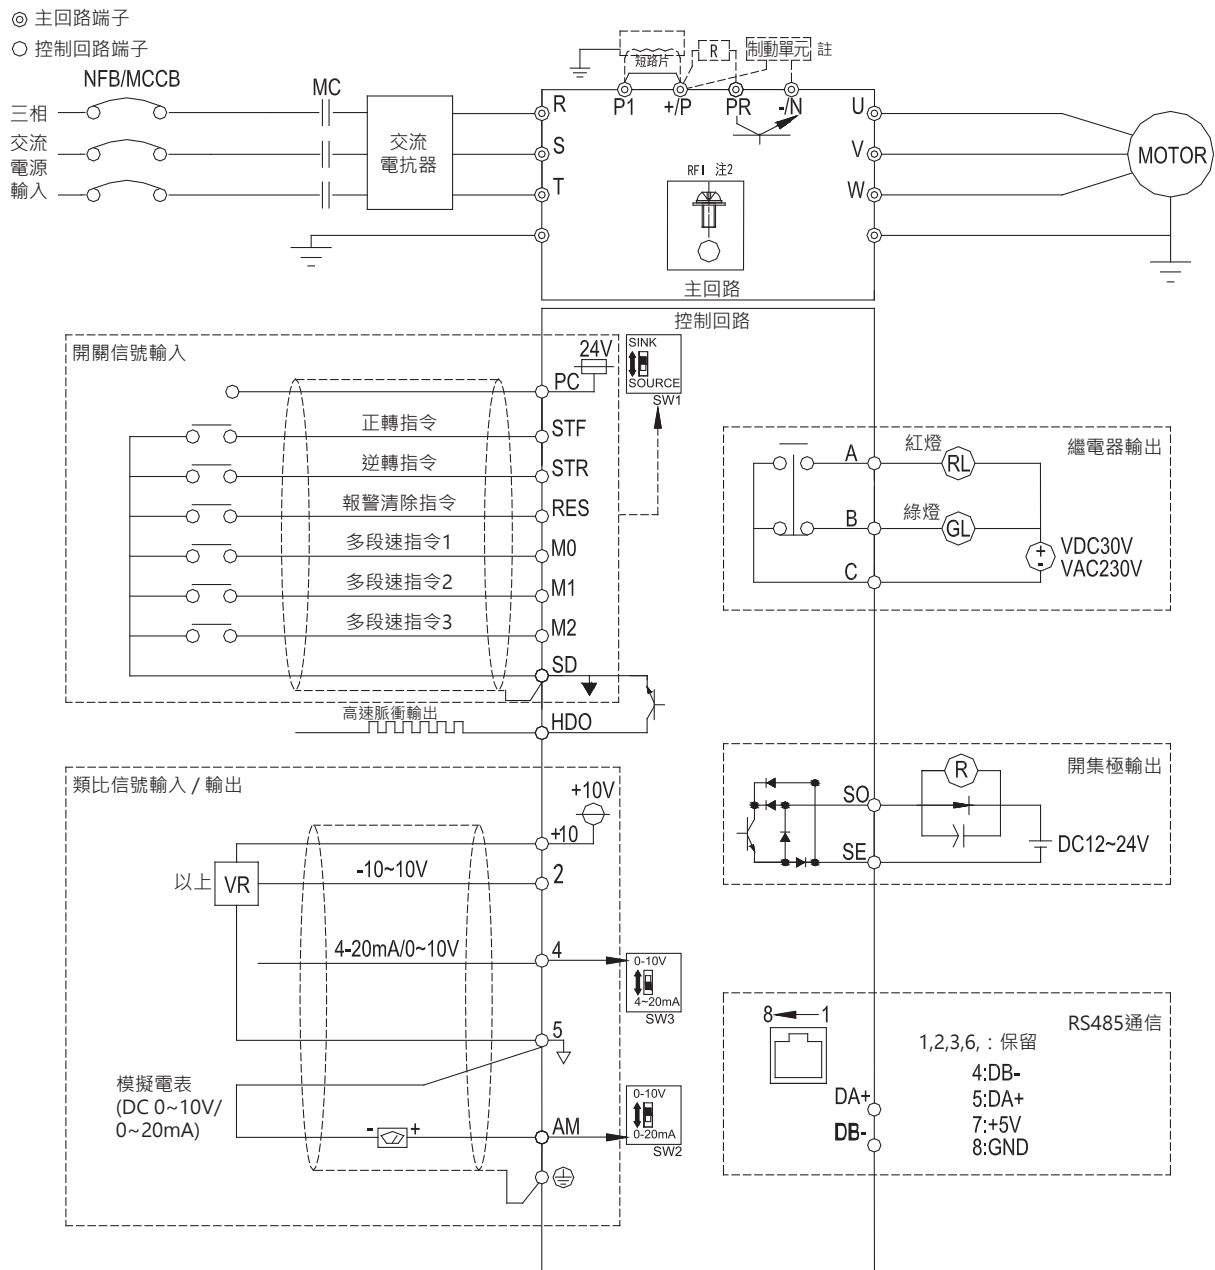 主回路端子
控制回路端子
NFB/MCCB
MC
三相
交流
電源
輸入
交流
電抗器
R
S
T
短路片
R
制動單元 註
P1
+/P
PR
-/N
U
V
W
MOTOR
RFI 注2
主回路
控制回路
開關信號輸入
24V
PC
SINK
SOURCE
SW1
正轉指令
STF
逆轉指令
STR
報警清除指令
RES
多段速指令1
M0
多段速指令2
M1
多段速指令3
M2
SD
高速脈衝輸出
HDO
繼電器輸出
A
紅燈
RL
B
綠燈
GL
C
+
-
VDC30V
VAC230V
類比信號輸入 / 輸出
+10V
+10
以上
VR
-10~10V
2
4-20mA/0~10V
4
0-10V
4~20mA
SW3
5
模擬電表
(DC 0~10V/
0~20mA)
-
+
AM
0-10V
0-20mA
SW2
開集極輸出
R
SO
SE
DC12~24V
RS485通信
8
1
1,2,3,6, : 保留
4:DB-
5:DA+
7:+5V
8:GND
DA+
DB-